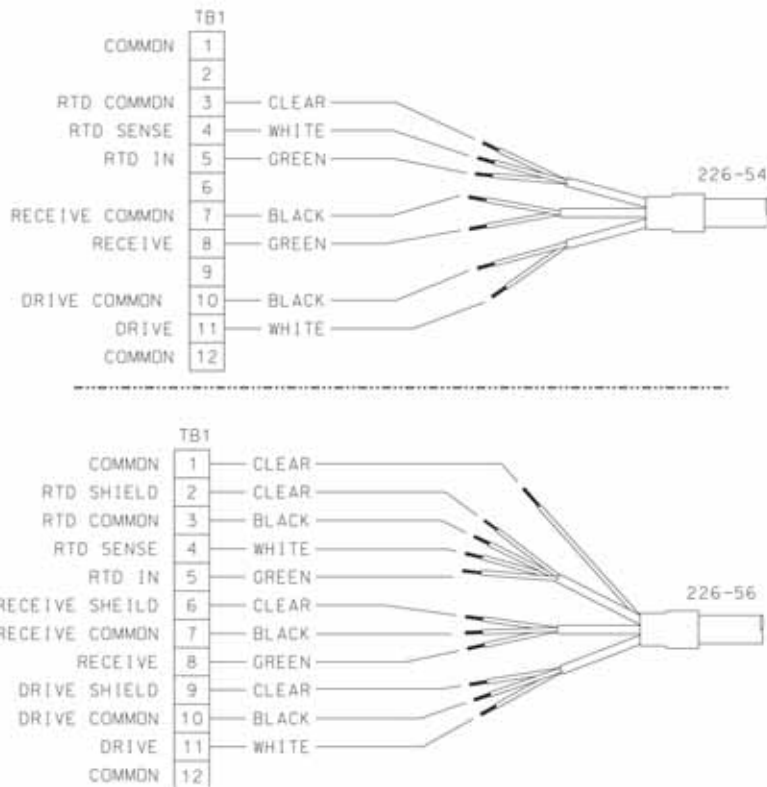 TB1
COMMON 1
2
RTD COMMON 3 CLEAR
RTD SENSE 4 WHITE
RTD IN 5 GREEN
6
226-54
RECEIVE COMMON 7 BLACK
RECEIVE 8 GREEN
9
DRIVE COMMON 10 BLACK
DRIVE 11 WHITE
COMMON 12
TB1
COMMON 1 CLEAR
RTD SHIELD 2 CLEAR
RTD COMMON 3 BLACK
RTD SENSE 4 WHITE
RTD IN 5 GREEN
226-56
RECEIVE SHEILD 6 CLEAR
RECEIVE COMMON 7 BLACK
RECEIVE 8 GREEN
DRIVE SHIELD 9 CLEAR
DRIVE COMMON 10 BLACK
DRIVE 11 WHITE
COMMON 12